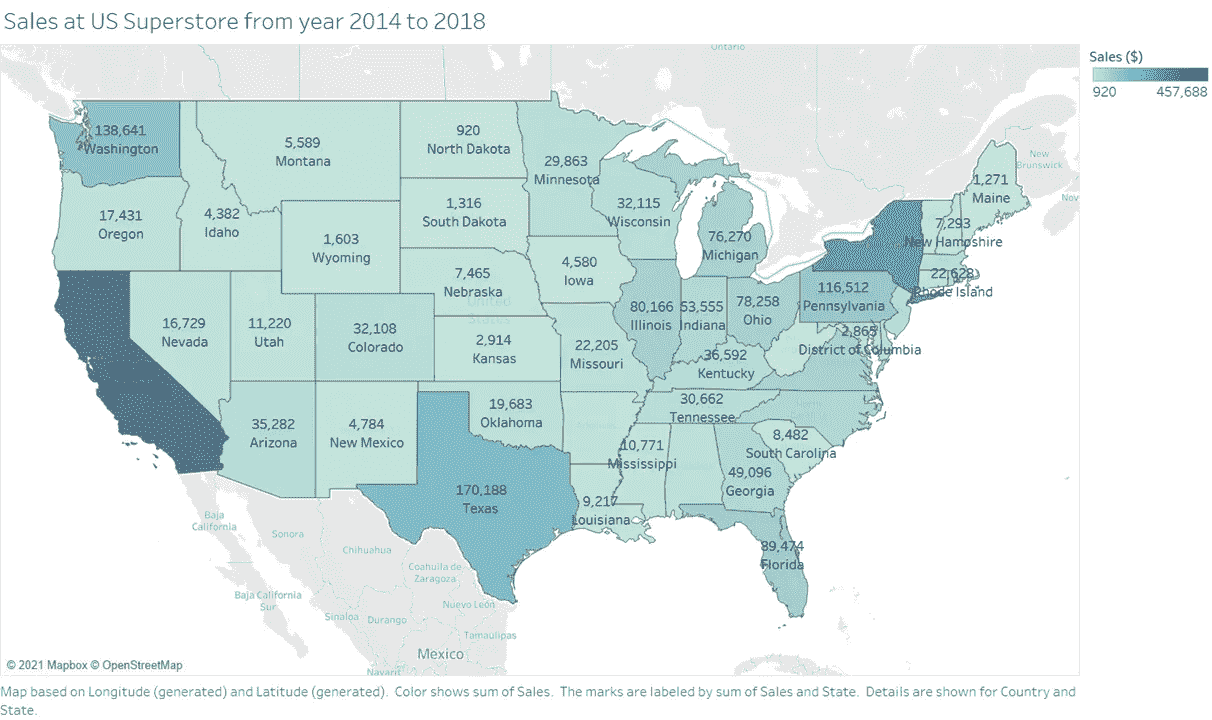 Sales at US Superstore from year 2014 to 2018
Sales ($)
920 457,688
Ontario
New
Brunswick
Nov
138,641
Washington
5,589
Montana
920
North Dakota
29,863
Minnesota
1,271
Maine
17,431
Oregon
4,382
Idaho
1,316
South Dakota
32,115
Wisconsin
76,270
Michigan
7,293
New Hampshire
1,603
Wyoming
7,465
Nebraska
United
States
4,580
Iowa
22,628
Rhode Island
116,512
Pennsylvania
80,166
Illinois
53,555
Indiana
78,258
Ohio
16,729
Nevada
11,220
Utah
32,108
Colorado
2,914
Kansas
22,205
Missouri
36,592
Kentucky
2,865
District of Columbia
35,282
Arizona
4,784
New Mexico
19,683
Oklahoma
30,662
Tennessee
8,482
South Carolina
10,771
Mississippi
49,096
Georgia
170,188
Texas
9,217
Louisiana
89,474
Florida
Baja
California
Sonora
Chihuahua
Coahuila de
Zaragoza
Baja California
Sur
Sinaloa
Durango
Nuevo León
Tamaulipas
Mexico
Nayarit
© 2021 Mapbox © OpenStreetMap
Map based on Longitude (generated) and Latitude (generated).  Color shows sum of Sales.  The marks are labeled by sum of Sales and State.  Details are shown for Country and
State.